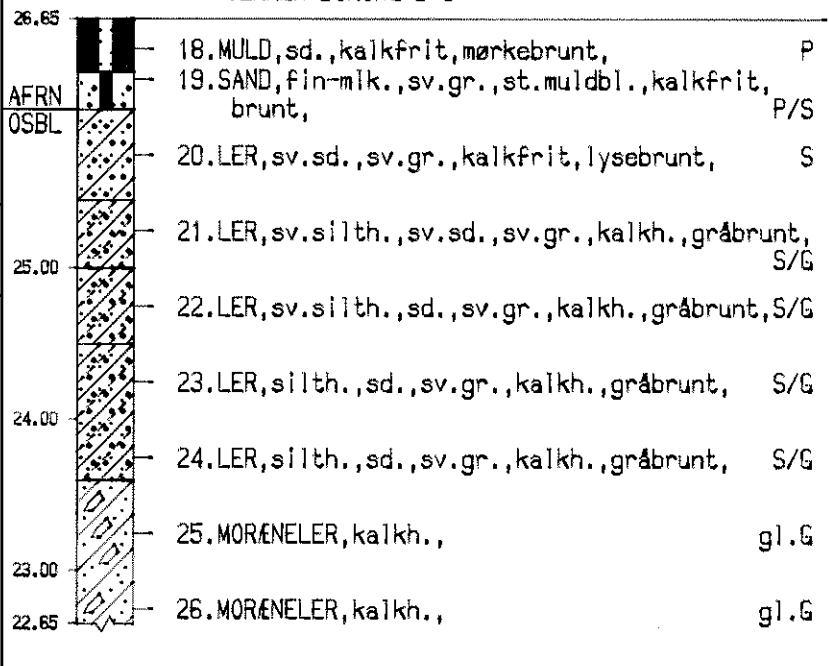 26.65
18.MULD,sd.,kalkfrit,mørkebrunt, P
19.SAND,fin-mlk.,sv.gr.,st.muldbl.,kalkfrit,
AFRN
brunt, P/S
OSBL
20.LER,sv.sd.,sv.gr.,kalkfrit,lysebrunt, S
21.LER,sv.silth.,sv.sd.,sv.gr.,kalkh.,gråbrunt,
S/G
25.00
22.LER,sv.silth.,sd.,sv.gr.,kalkh.,gråbrunt,S/G
23.LER,silth.,sd.,sv.gr.,kalkh.,gråbrunt, S/G
24.00
24.LER,silth.,sd.,sv.gr.,kalkh.,gråbrunt, S/G
25.MORÆNELER,kalkh., gl.G
23.00
26.MORÆNELER,kalkh., gl.G
22.65